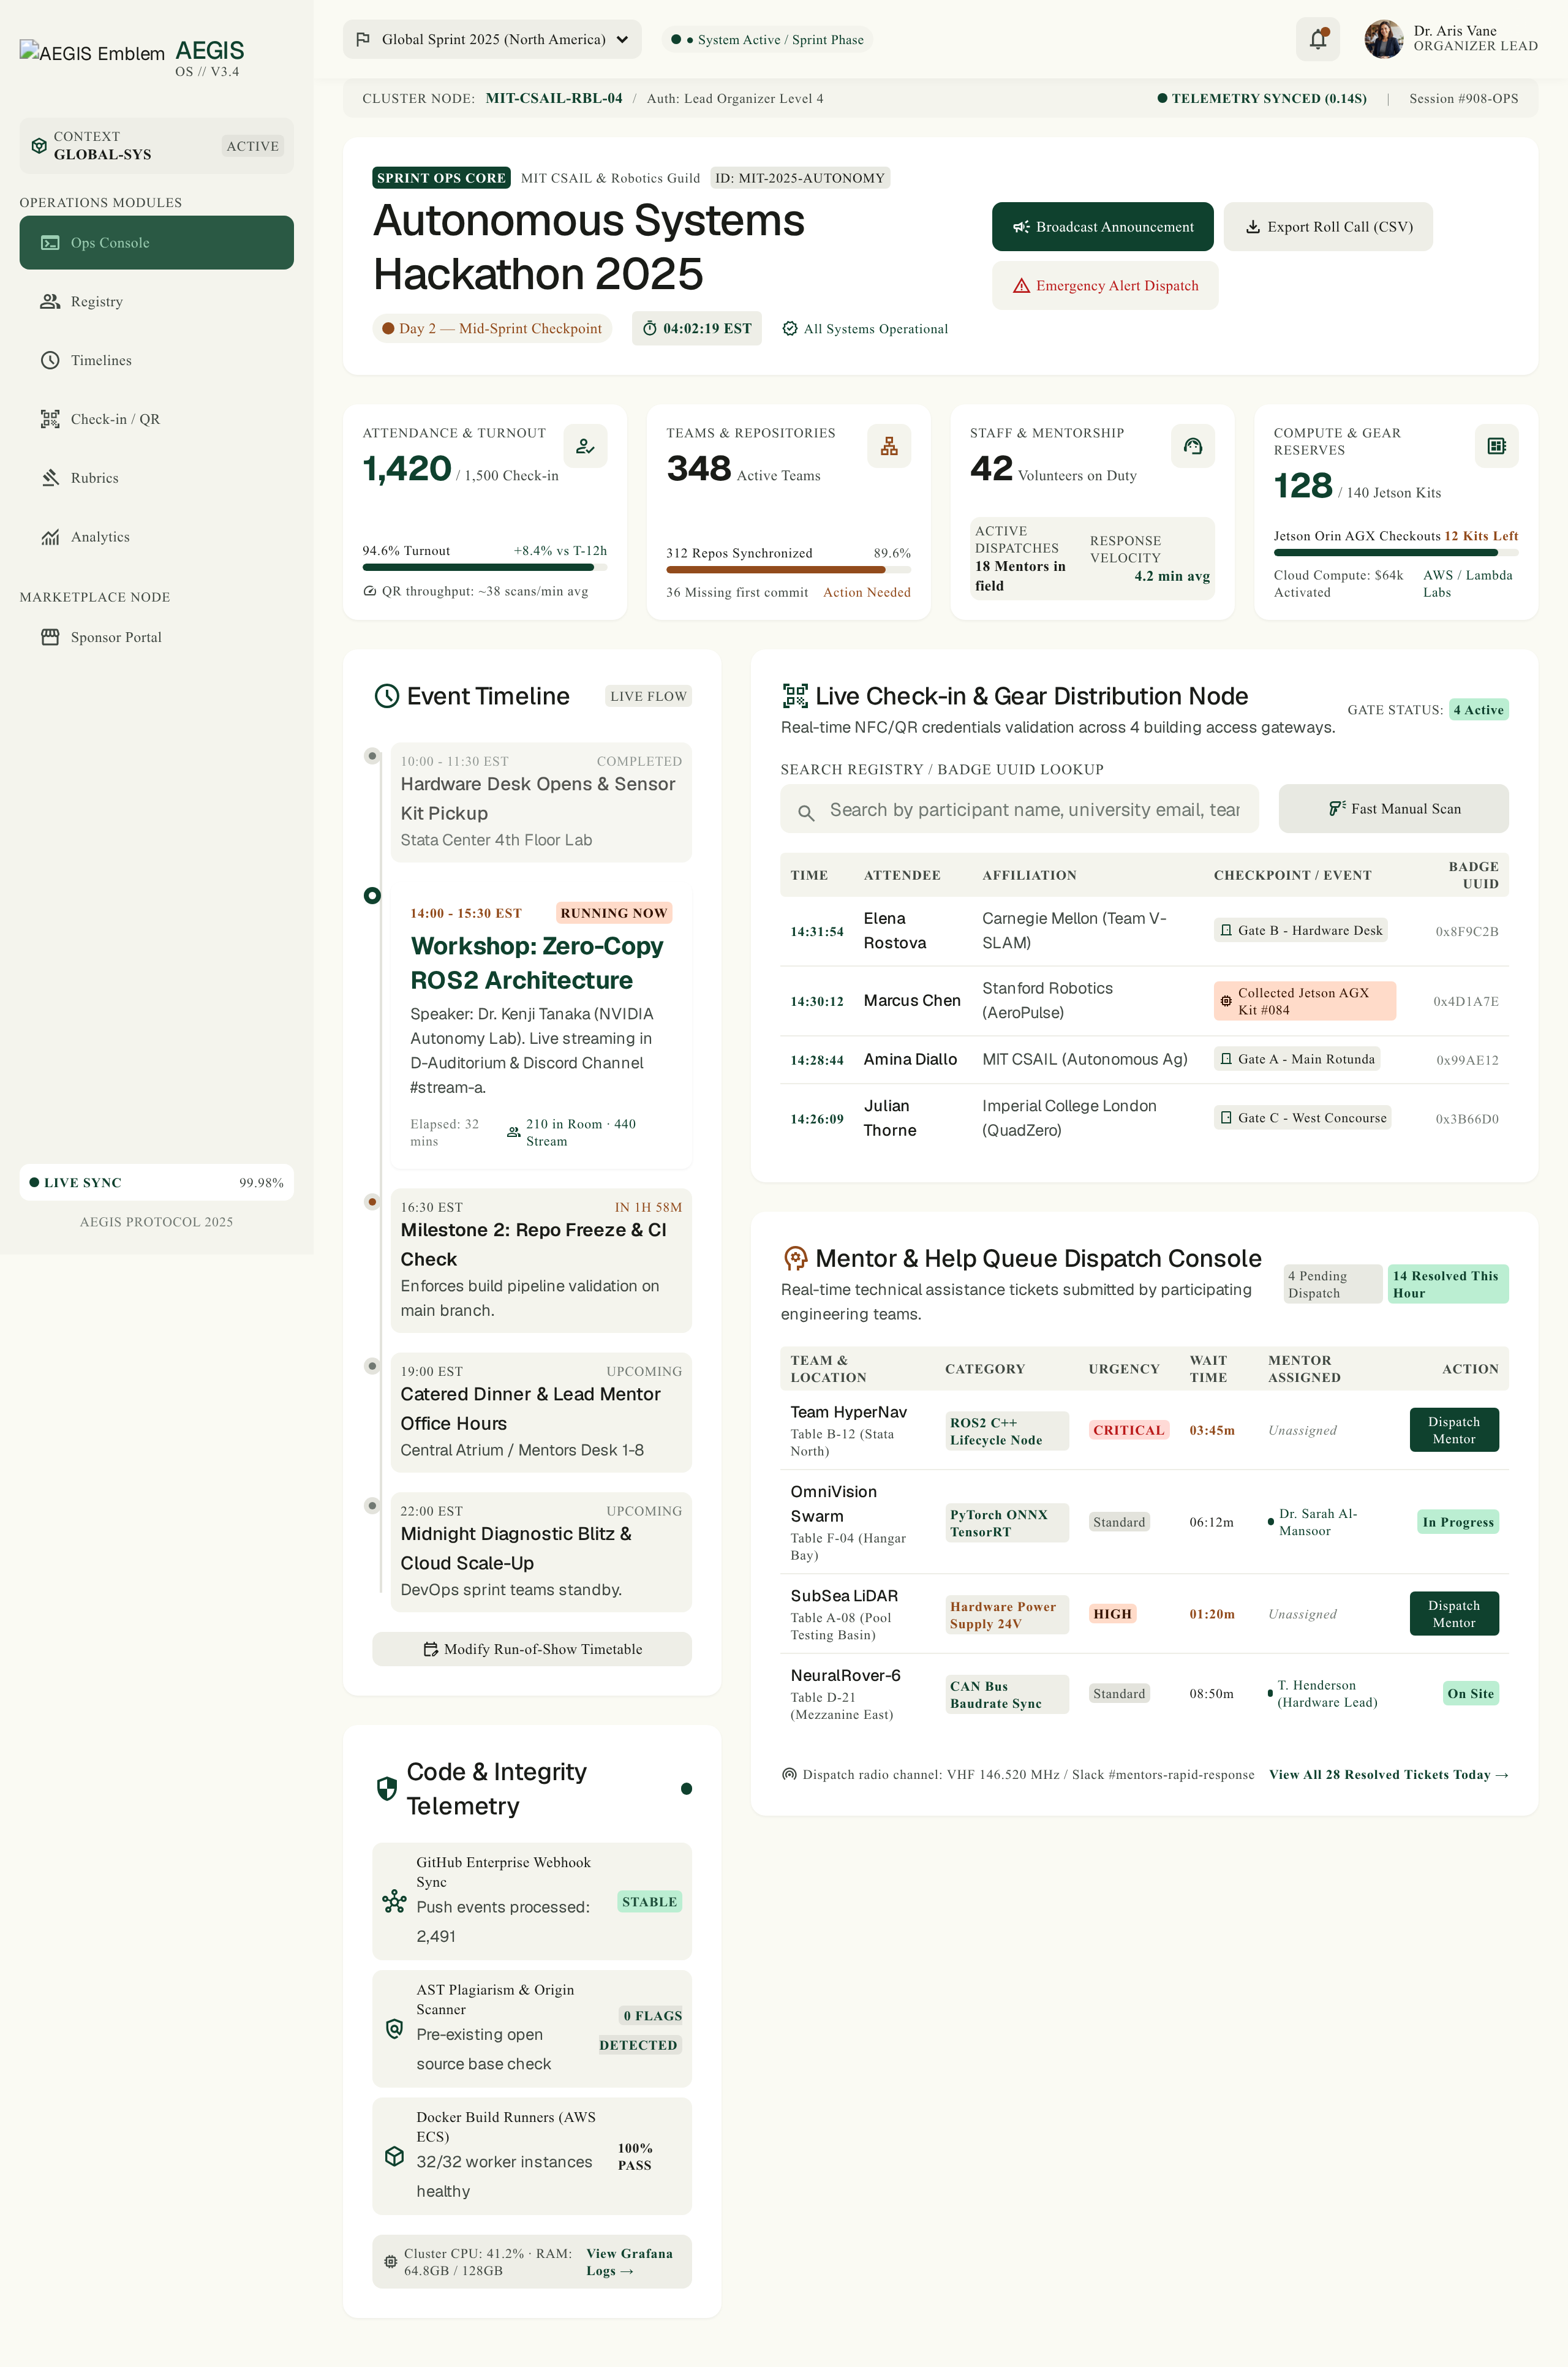 AEGIS Emblem
AEGIS
OS // V3.4
CONTEXT
GLOBAL-SYS
ACTIVE
OPERATIONS MODULES
Ops Console
Registry
Timelines
Check-in / QR
Rubrics
Analytics
MARKETPLACE NODE
Sponsor Portal
LIVE SYNC
99.98%
AEGIS PROTOCOL 2025
Global Sprint 2025 (North America)
● System Active / Sprint Phase
Dr. Aris Vane
ORGANIZER LEAD
CLUSTER NODE: MIT-CSAIL-RBL-04 / Auth: Lead Organizer Level 4
TELEMETRY SYNCED (0.14S) | Session #908-OPS
SPRINT OPS CORE MIT CSAIL & Robotics Guild ID: MIT-2025-AUTONOMY
Autonomous Systems
Hackathon 2025
Day 2 — Mid-Sprint Checkpoint
04:02:19 EST
All Systems Operational
Broadcast Announcement
Export Roll Call (CSV)
Emergency Alert Dispatch
ATTENDANCE & TURNOUT
1,420 / 1,500 Check-in
94.6% Turnout
+8.4% vs T-12h
QR throughput: ~38 scans/min avg
TEAMS & REPOSITORIES
348 Active Teams
312 Repos Synchronized
89.6%
36 Missing first commit
Action Needed
STAFF & MENTORSHIP
42 Volunteers on Duty
ACTIVE
DISPATCHES
18 Mentors in
field
RESPONSE
VELOCITY
4.2 min avg
COMPUTE & GEAR
RESERVES
128 / 140 Jetson Kits
Jetson Orin AGX Checkouts
12 Kits Left
Cloud Compute: $64k
Activated
AWS / Lambda
Labs
Event Timeline
LIVE FLOW
10:00 - 11:30 EST
COMPLETED
Hardware Desk Opens & Sensor
Kit Pickup
Stata Center 4th Floor Lab
14:00 - 15:30 EST
RUNNING NOW
Workshop: Zero-Copy
ROS2 Architecture
Speaker: Dr. Kenji Tanaka (NVIDIA
Autonomy Lab). Live streaming in
D-Auditorium & Discord Channel
#stream-a.
Elapsed: 32
mins
210 in Room · 440
Stream
16:30 EST
IN 1H 58M
Milestone 2: Repo Freeze & CI
Check
Enforces build pipeline validation on
main branch.
19:00 EST
UPCOMING
Catered Dinner & Lead Mentor
Office Hours
Central Atrium / Mentors Desk 1-8
22:00 EST
UPCOMING
Midnight Diagnostic Blitz &
Cloud Scale-Up
DevOps sprint teams standby.
Modify Run-of-Show Timetable
Code & Integrity
Telemetry
GitHub Enterprise Webhook
Sync
Push events processed:
2,491
STABLE
AST Plagiarism & Origin
Scanner
Pre-existing open
source base check
0 FLAGS
DETECTED
Docker Build Runners (AWS
ECS)
32/32 worker instances
healthy
100%
PASS
Cluster CPU: 41.2% · RAM:
64.8GB / 128GB
View Grafana
Logs →
Live Check-in & Gear Distribution Node
Real-time NFC/QR credentials validation across 4 building access gateways.
GATE STATUS: 4 Active
SEARCH REGISTRY / BADGE UUID LOOKUP
Search by participant name, university email, tear
Fast Manual Scan
TIME ATTENDEE AFFILIATION CHECKPOINT / EVENT BADGE
UUID
14:31:54
Elena
Rostova
Carnegie Mellon (Team V-
SLAM)
Gate B - Hardware Desk
0x8F9C2B
14:30:12
Marcus Chen
Stanford Robotics
(AeroPulse)
Collected Jetson AGX
Kit #084
0x4D1A7E
14:28:44
Amina Diallo
MIT CSAIL (Autonomous Ag)
Gate A - Main Rotunda
0x99AE12
14:26:09
Julian
Thorne
Imperial College London
(QuadZero)
Gate C - West Concourse
0x3B66D0
Mentor & Help Queue Dispatch Console
Real-time technical assistance tickets submitted by participating
engineering teams.
4 Pending
Dispatch
14 Resolved This
Hour
TEAM &
LOCATION
CATEGORY
URGENCY
WAIT
TIME
MENTOR
ASSIGNED
ACTION
Team HyperNav
Table B-12 (Stata
North)
ROS2 C++
Lifecycle Node
CRITICAL
03:45m
Unassigned
Dispatch
Mentor
OmniVision
Swarm
Table F-04 (Hangar
Bay)
PyTorch ONNX
TensorRT
Standard
06:12m
Dr. Sarah Al-
Mansoor
In Progress
SubSea LiDAR
Table A-08 (Pool
Testing Basin)
Hardware Power
Supply 24V
HIGH
01:20m
Unassigned
Dispatch
Mentor
NeuralRover-6
Table D-21
(Mezzanine East)
CAN Bus
Baudrate Sync
Standard
08:50m
T. Henderson
(Hardware Lead)
On Site
Dispatch radio channel: VHF 146.520 MHz / Slack #mentors-rapid-response
View All 28 Resolved Tickets Today →